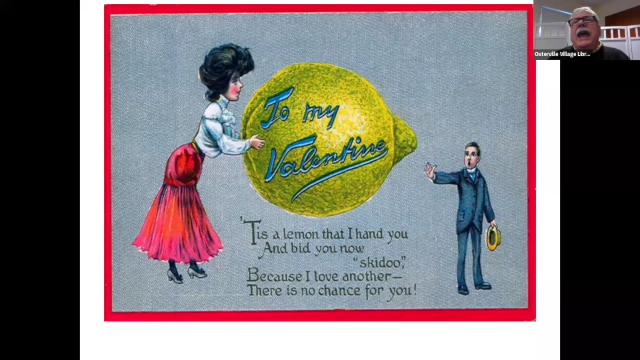 Osterville Village Libr...
To my
Valentine
'Tis a lemon that I hand you
And bid you now
"skidoo",
Because I love another—
There is no chance for you!